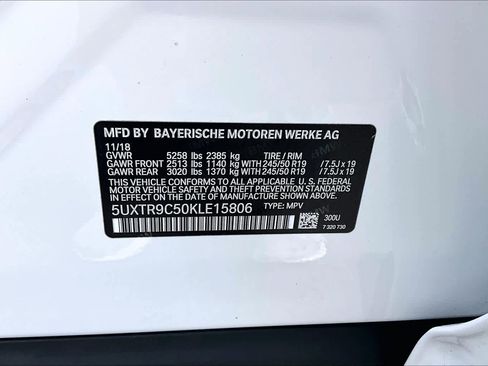 MFD BY BAYERISCHE MOTOREN WERKE AG
11/18
GVWR 5258 lbs 2385 kg TIRE / RIM
GAWR FRONT 2513 lbs 1140 kg 245/50 R19 / 7.5J x 19
GAWR REAR 3020 lbs 1370 kg 245/50 R19 / 7.5J x 19
THIS VEHICLE CONFORMS TO ALL APPLICABLE FEDERAL
MOTOR VEHICLE SAFETY AND THEFT PREVENTION STANDARDS
IN EFFECT ON THE DATE OF MANUFACTURE SHOWN ABOVE.
5UXTR9C50KLE15806 TYPE: MPV
300U
7 320 730